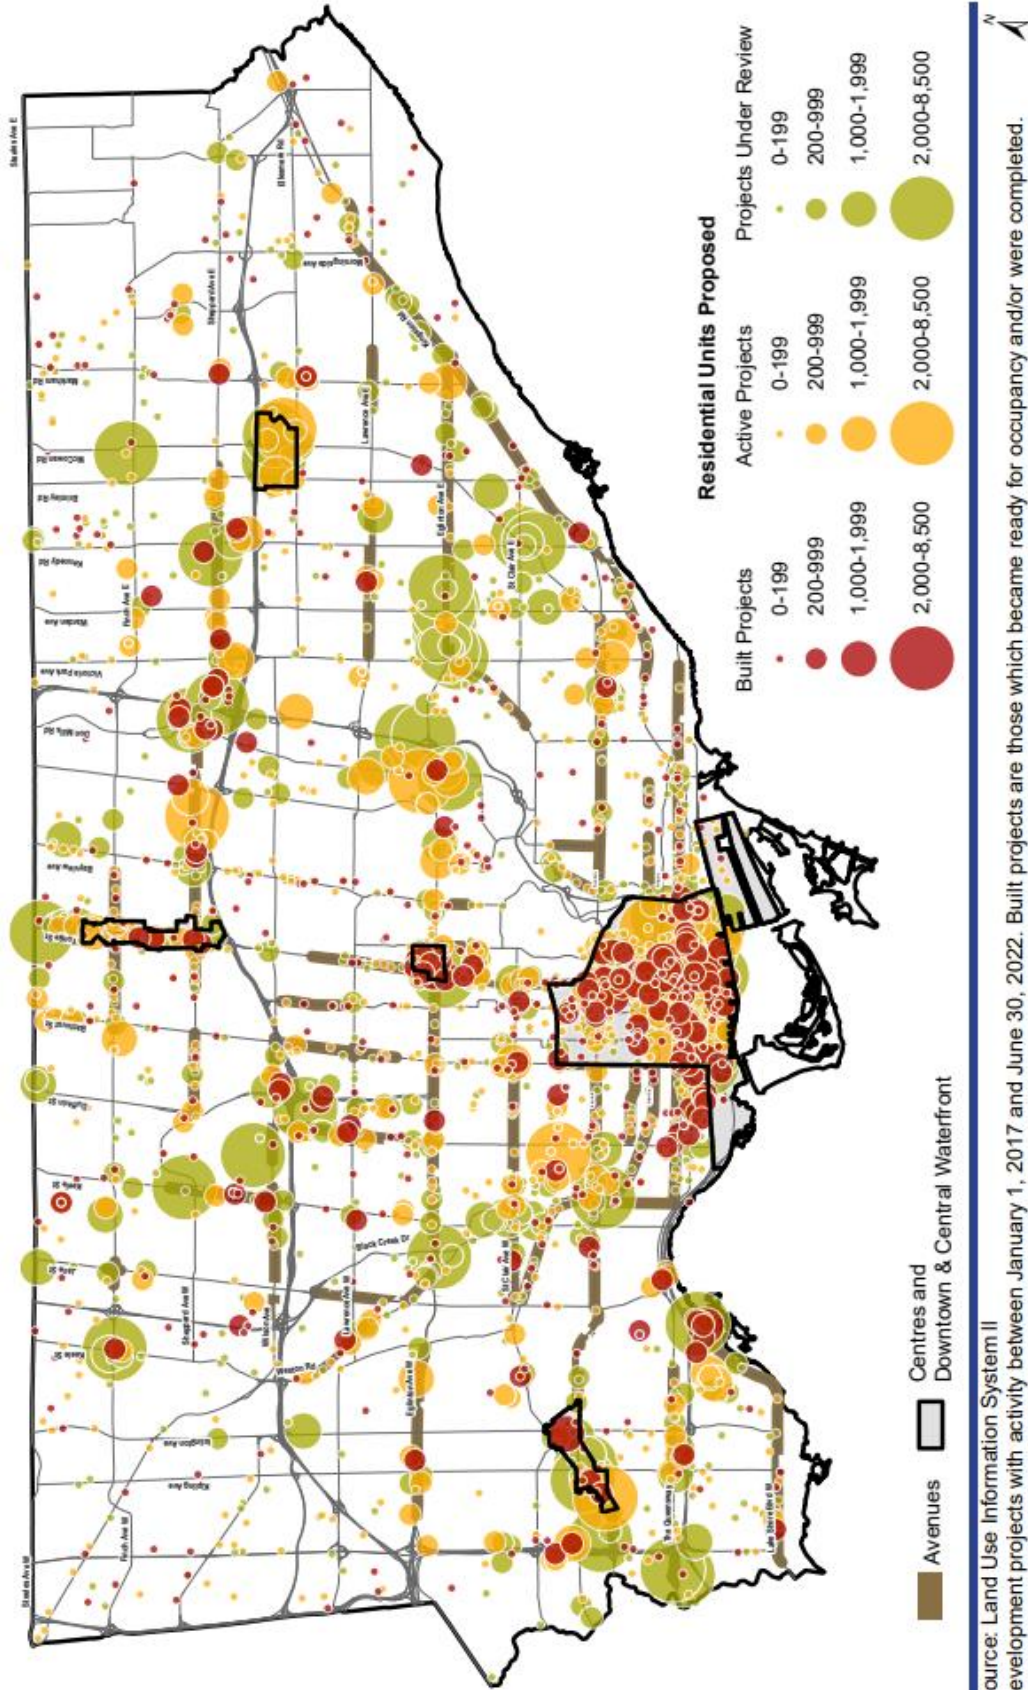 Steeles Ave W
Steeles Ave E
Finch Ave W
Finch Ave E
Sheppard Ave W
Sheppard Ave E
Wilson Ave
Ellesmere Rd
Lawrence Ave W
Lawrence Ave E
Eglinton Ave W
Eglinton Ave E
St Clair Ave W
St Clair Ave E
The Queensway
Lake Shore Blvd W
Kipling Ave
Islington Ave
Weston Rd
Jane St
Keele St
Black Creek Dr
Dufferin St
Bathurst St
Yonge St
Bayview Ave
Don Mills Rd
Victoria Park Ave
Warden Ave
Kennedy Rd
Brimley Rd
McCowan Rd
Markham Rd
Morningside Ave
Kingston Rd
Residential Units Proposed
Built Projects
0-199
200-999
1,000-1,999
2,000-8,500
Active Projects
0-199
200-999
1,000-1,999
2,000-8,500
Projects Under Review
0-199
200-999
1,000-1,999
2,000-8,500
Avenues
Centres and
Downtown & Central Waterfront
N
ource: Land Use Information System II
evelopment projects with activity between January 1, 2017 and June 30, 2022. Built projects are those which became ready for occupancy and/or were completed.